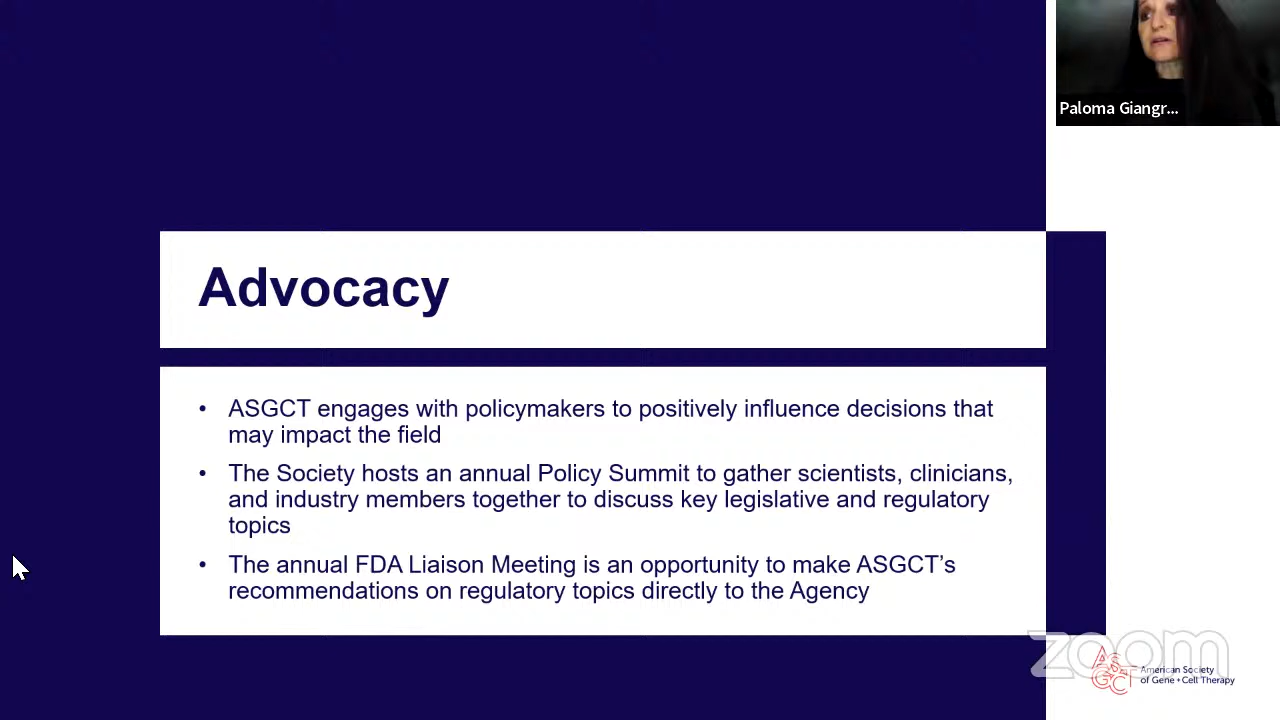 Paloma Giangr...
Advocacy
• ASGCT engages with policymakers to positively influence decisions that
may impact the field
• The Society hosts an annual Policy Summit to gather scientists, clinicians,
and industry members together to discuss key legislative and regulatory
topics
• The annual FDA Liaison Meeting is an opportunity to make ASGCT’s
recommendations on regulatory topics directly to the Agency
zoom
ASGCT
American Society
of Gene + Cell Therapy